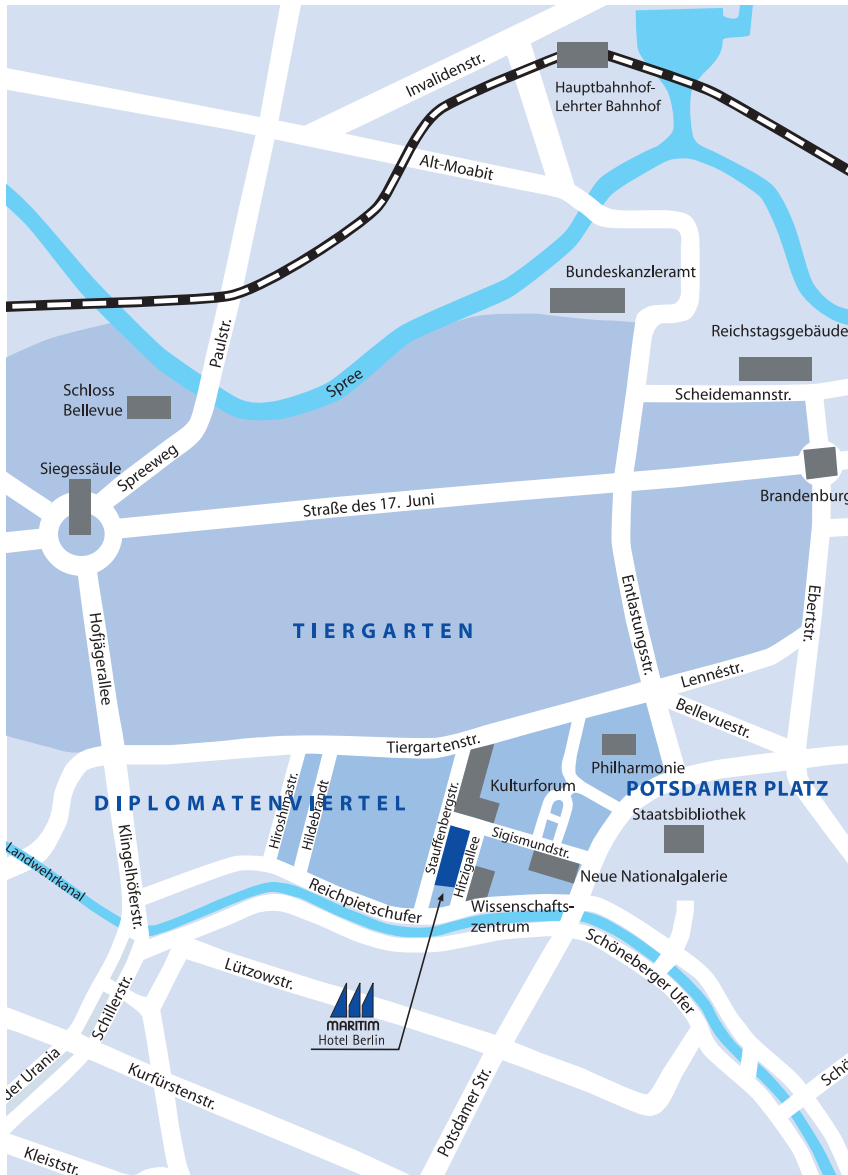 Invalidenstr.
Hauptbahnhof-
Lehrter Bahnhof
Alt-Moabit
Bundeskanzleramt
Paulstr.
Reichstagsgebäude
Spree
Schloss
Bellevue
Scheidemannstr.
Siegessäule
Spreeweg
Straße des 17. Juni
Brandenburg
Hofjägerallee
Entlastungsstr.
Ebertstr.
TIERGARTEN
Lennéstr.
Bellevuestr.
Tiergartenstr.
Philharmonie
Kulturforum
DIPLOMATENVIERTEL
POTSDAMER PLATZ
Hiroshimastr.
Hildebrandt
Stauffenbergstr.
Hitzigallee
Sigismundstr.
Staatsbibliothek
Klingelhöferstr.
Landwehrkanal
Neue Nationalgalerie
Reichpietschufer
Wissenschafts-
zentrum
Schöneberger Ufer
Lützowstr.
Schillerstr.
MARITIM
Hotel Berlin
der Urania
Kurfürstenstr.
Potsdamer Str.
Schö
Kleiststr.